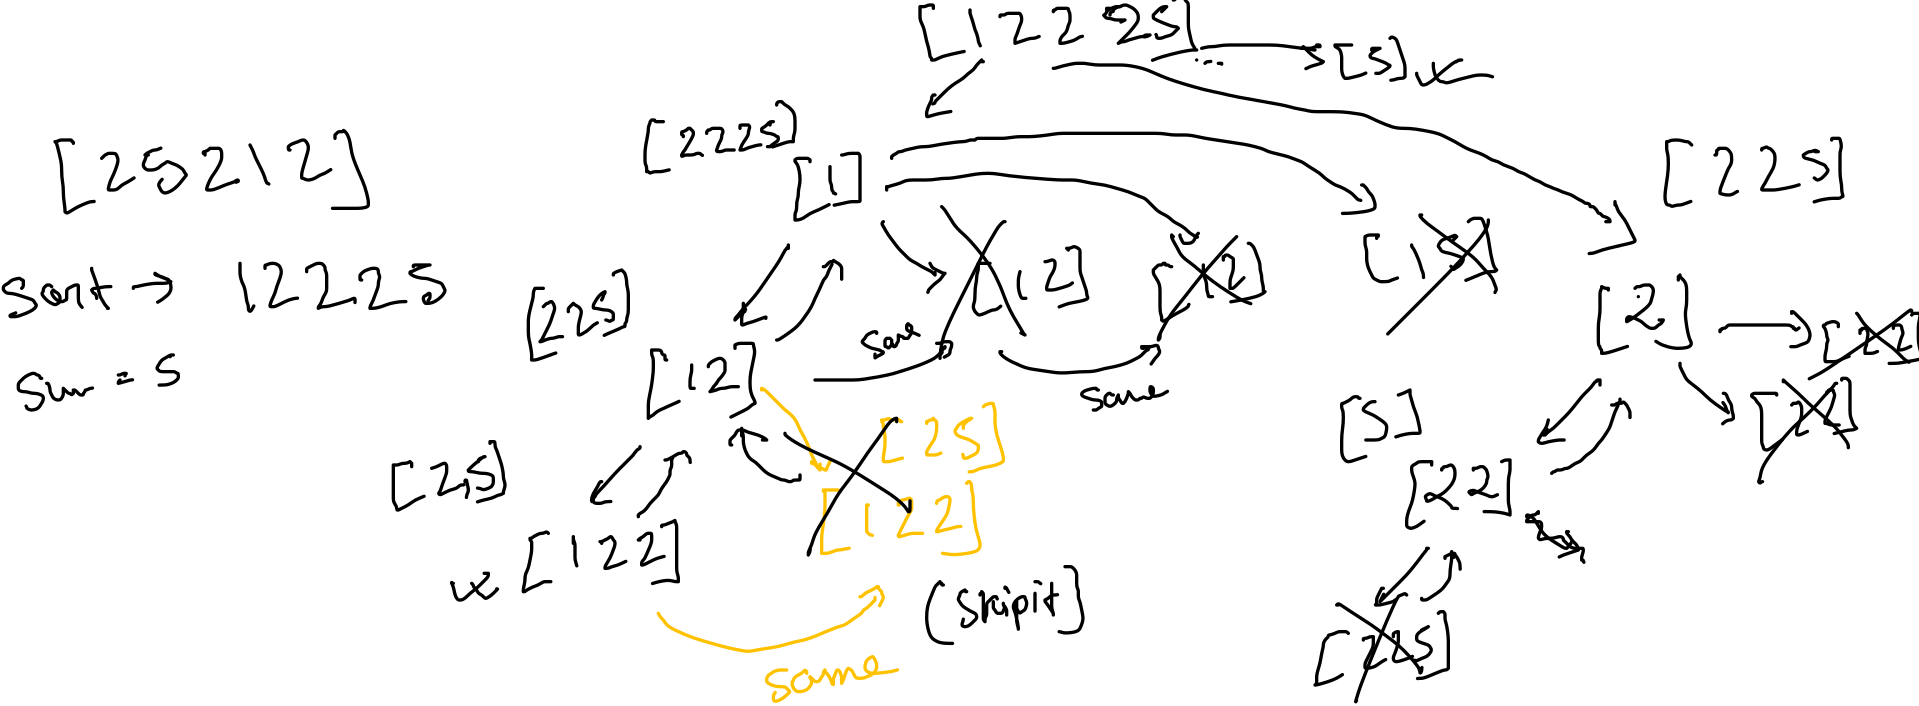 [1 2 2 2 5] ... [5]
[2 2 2 5]
[2 5 2 1 2]
[1]
[2 2 5]
[1 2] [1 2] [1 5]
Sort → 1 2 2 2 5
[2 2 5]
[2] [2 2]
same
[1 2]
Sum = 5
same
[2 2]
[5]
[2 5]
[2,5]
[2 2]
[1 2 2]
[1 2 2]
(Skip it]
[2 2 5]
same